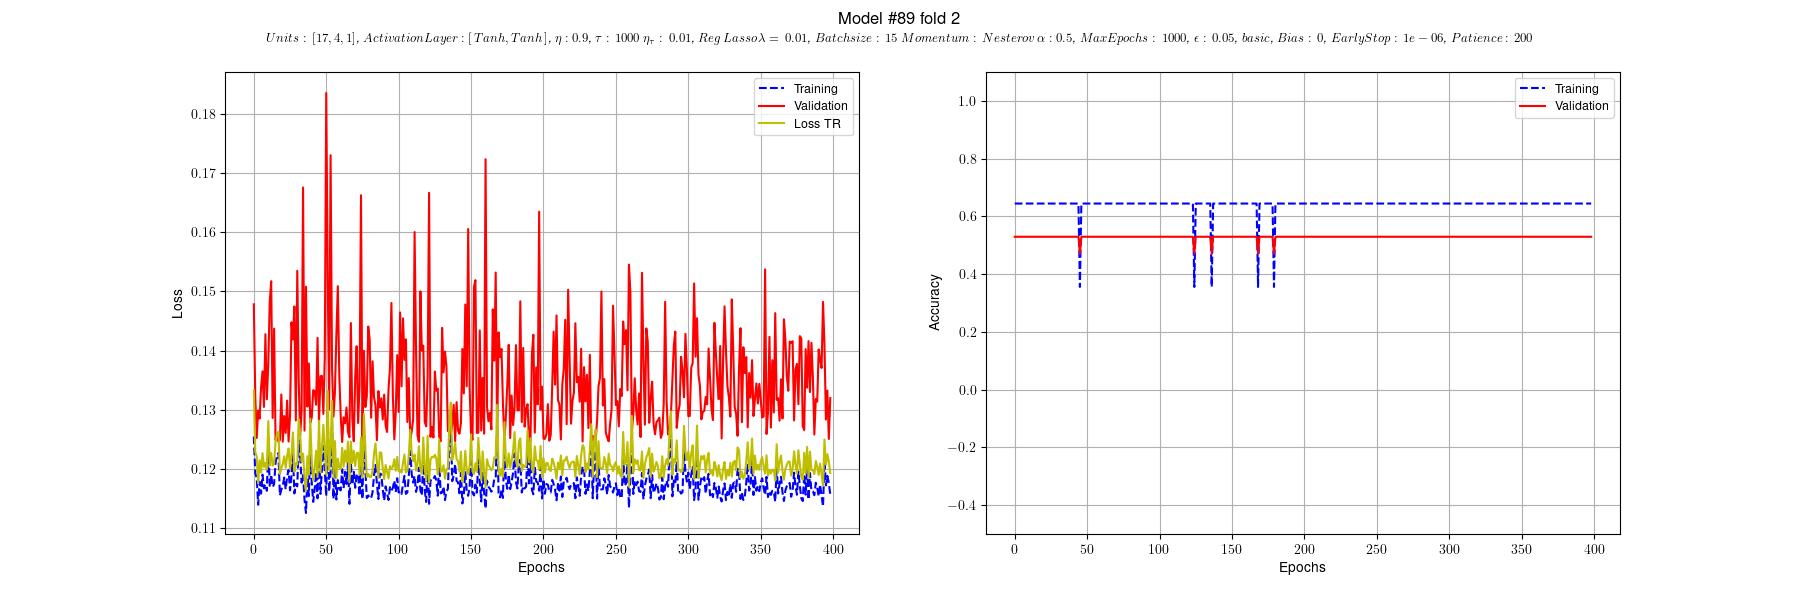 Model #89 fold 2
Units : [17, 4, 1], ActivationLayer : [Tanh, Tanh], η : 0.9, τ : 1000 ητ : 0.01, Reg Lasso λ = 0.01, Batchsize : 15 Momentum : Nesterov α : 0.5, MaxEpochs : 1000, ϵ : 0.05, basic, Bias : 0, EarlyStop : 1e − 06, Patience : 200
Training
Validation
Loss TR
0.18
0.17
0.16
0.15
0.14
0.13
0.12
0.11
Loss
0 50 100 150 200 250 300 350 400
Epochs
Training
Validation
1.0
0.8
0.6
0.4
0.2
0.0
−0.2
−0.4
Accuracy
0 50 100 150 200 250 300 350 400
Epochs